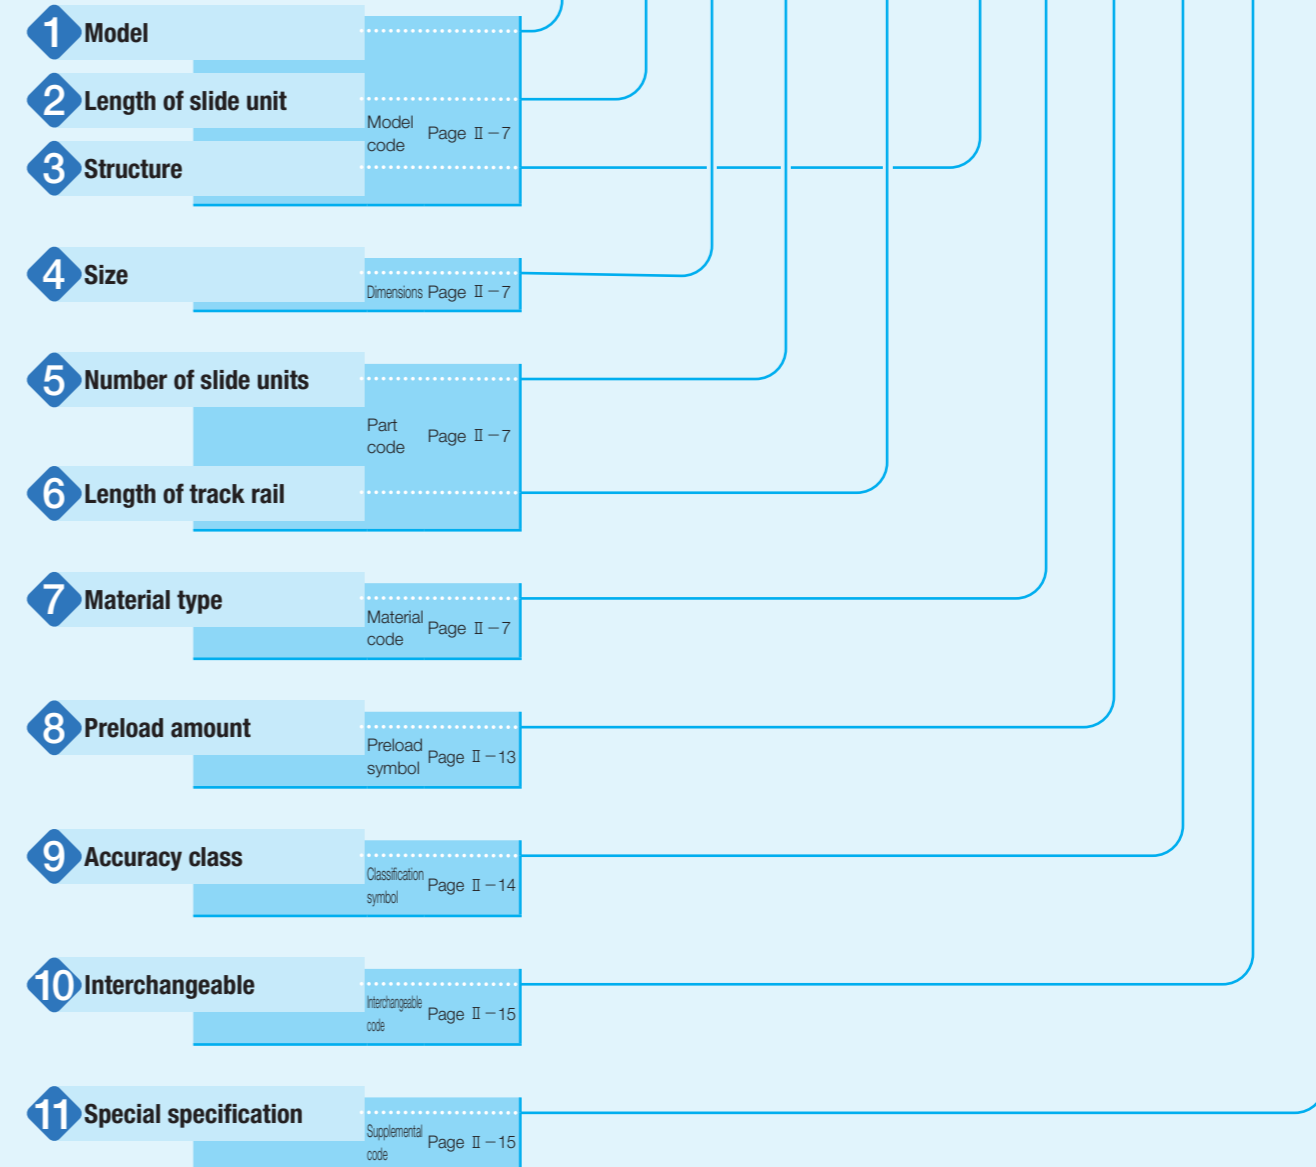 1 Model
2 Length of slide unit
Model
code
Page Ⅱ－7
3 Structure
4 Size
Dimensions Page Ⅱ－7
5 Number of slide units
Part
code
Page Ⅱ－7
6 Length of track rail
7 Material type
Material
code
Page Ⅱ－7
8 Preload amount
Preload
symbol
Page Ⅱ－13
9 Accuracy class
Classification
symbol
Page Ⅱ－14
10 Interchangeable
Interchangeable
code
Page Ⅱ－15
11 Special specification
Supplemental
code
Page Ⅱ－15